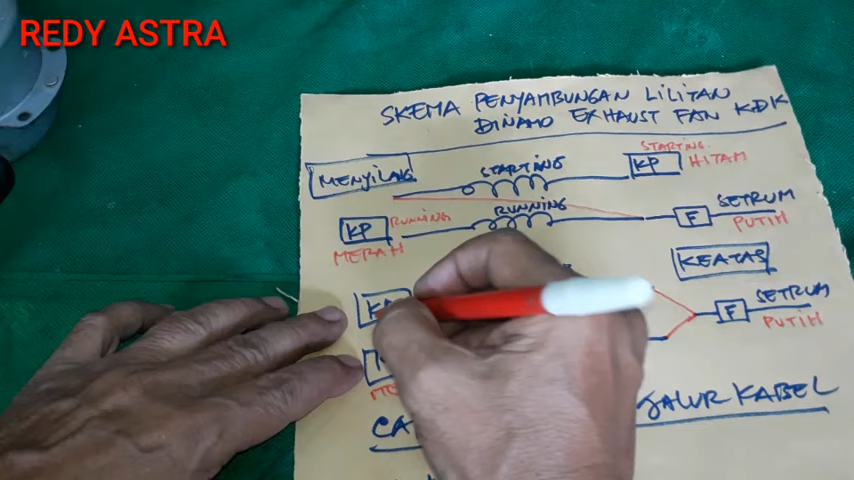 REDY ASTRA
SKEMA PENYAMBUNGAN LILITAN
DINAMO EXHAUST FAN KDK
MENYILANG
STARTING
STARTING
KP
HITAM
KP
RUNNING
RUNNING
F
SETRUM
PUTIH
MERAH
KEATAS
F
SETRUM
PUTIH
JALUR KABEL